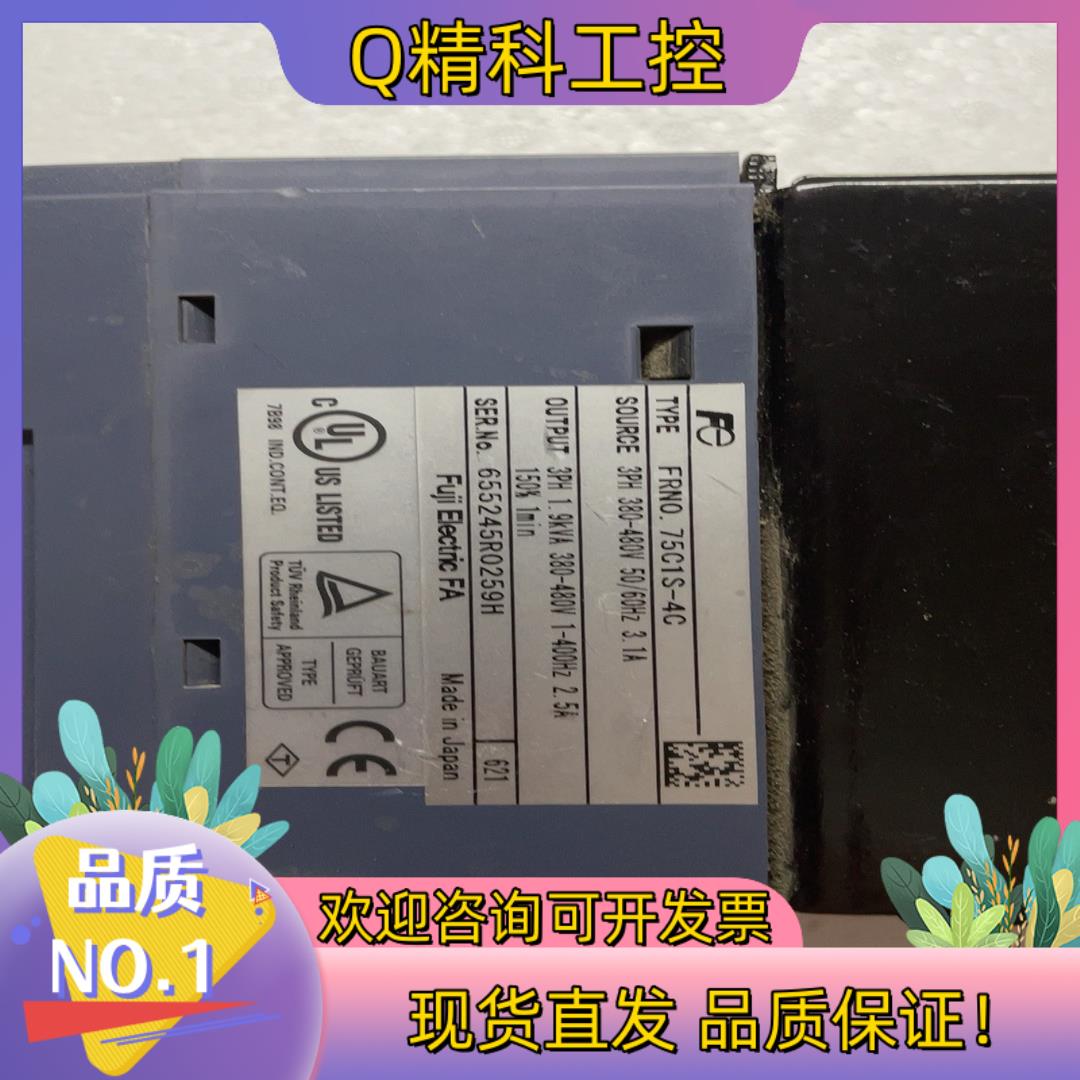 Q精科工控
Fe
TYPE FRN0.75C1S-4C
SOURCE 3PH 380-480V 50/60Hz 3.1A
OUTPUT 3PH 1.9kVA 380-480V 1-400Hz 2.5A
150% 1min
SER.No. 655245R0259H 621
Fuji Electric FA Made in Japan
C UL US LISTED
7B98 IND.CONT.EQ.
TÜV Rheinland
Product Safety
BAUART
GEPRÜFT
TYPE
APPROVED
CE
T
品质
NO.1
欢迎咨询可开发票
现货直发 品质保证!